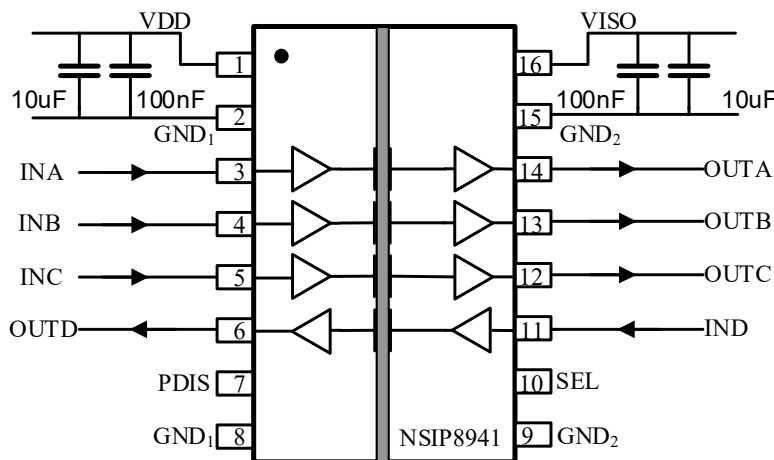 VDD VISO
1 16
10uF 100nF 100nF 10uF
2 15
GND₁ GND₂
INA 3 14 OUTA
INB 4 13 OUTB
INC 5 12 OUTC
OUTD 6 11 IND
PDIS 7 10 SEL
GND₁ 8 NSIP8941 9 GND₂